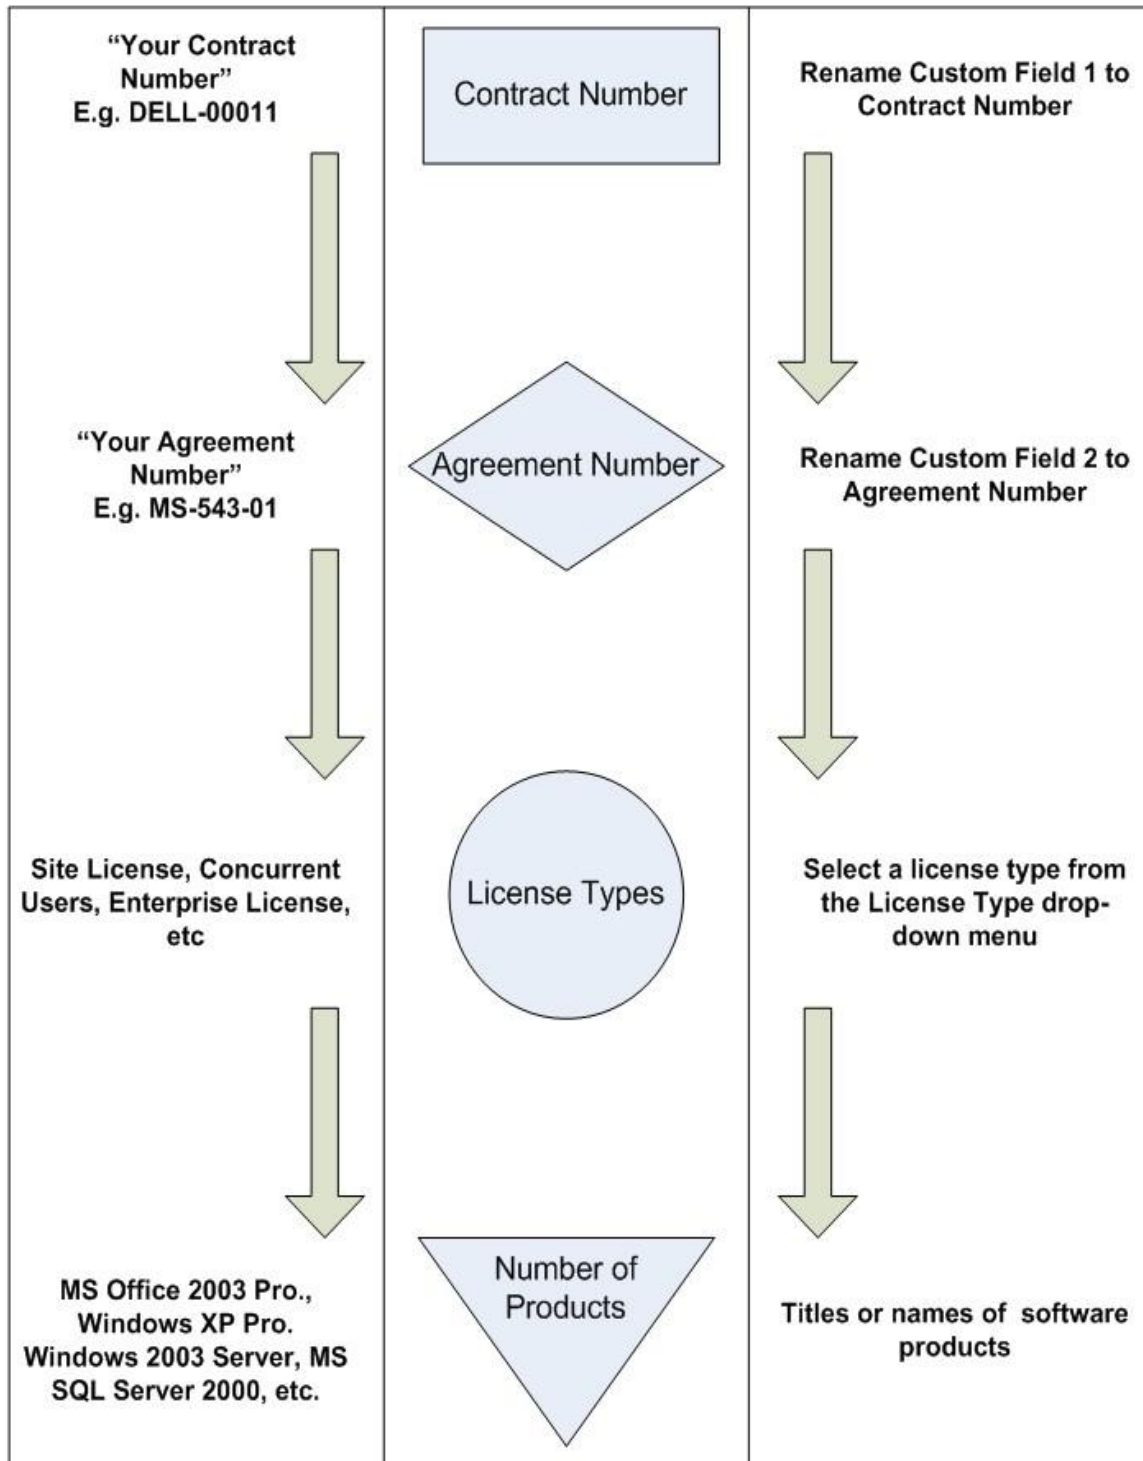 “Your Contract
Number”
E.g. DELL-00011
Contract Number
Rename Custom Field 1 to
Contract Number
“Your Agreement
Number”
E.g. MS-543-01
Agreement Number
Rename Custom Field 2 to
Agreement Number
Site License, Concurrent
Users, Enterprise License,
etc
License Types
Select a license type from
the License Type drop-
down menu
MS Office 2003 Pro.,
Windows XP Pro.
Windows 2003 Server, MS
SQL Server 2000, etc.
Number of
Products
Titles or names of software
products